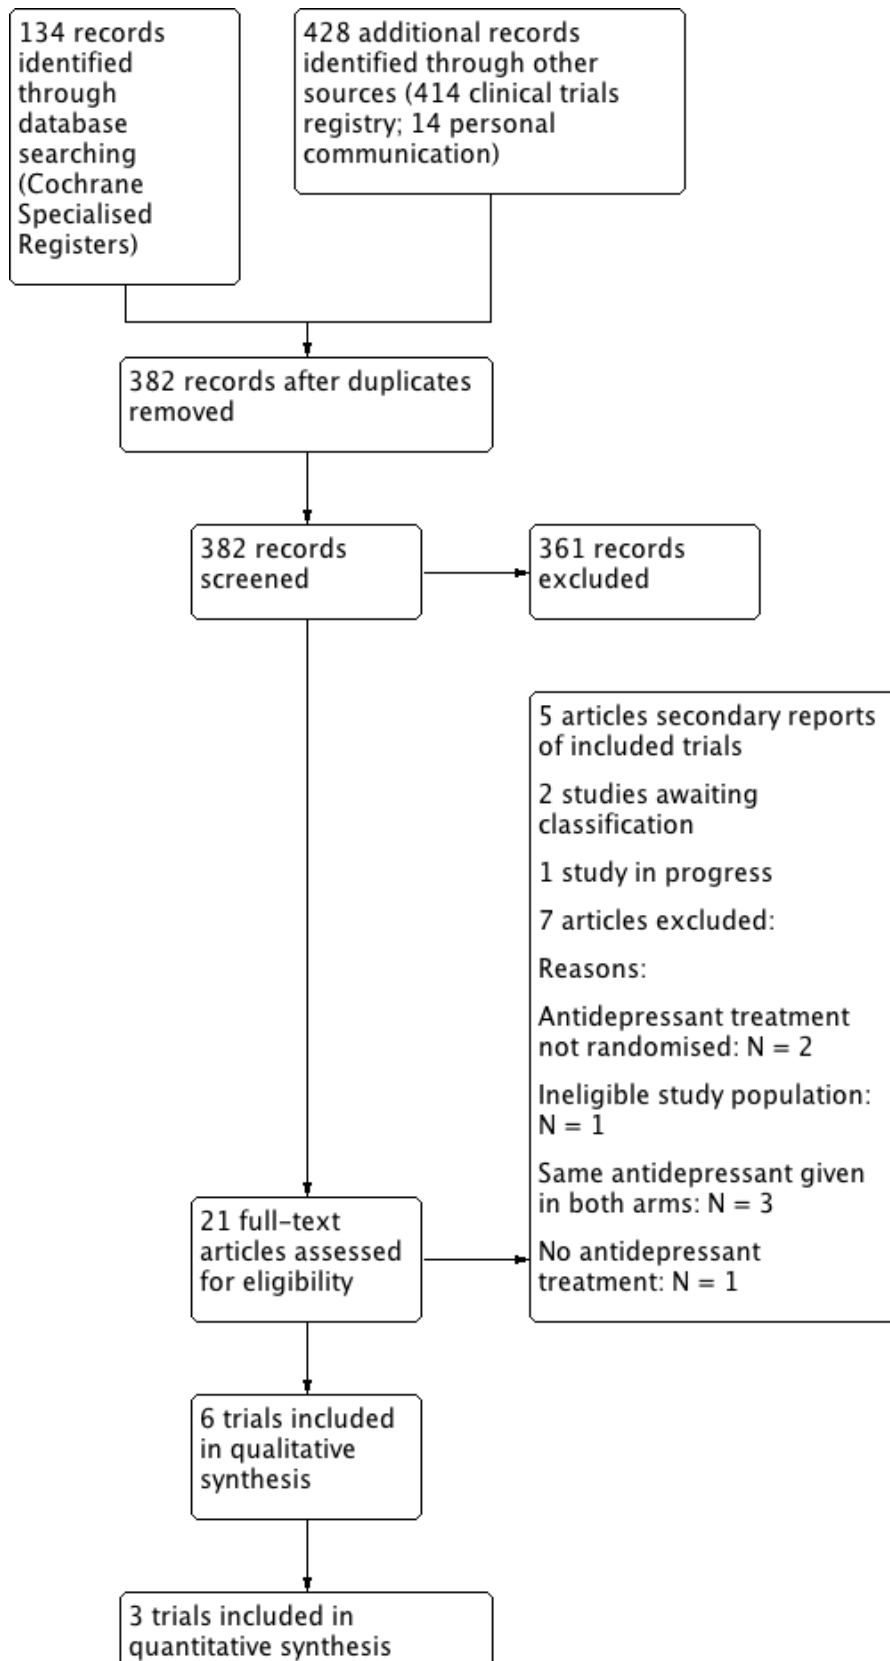 134 records
identified
through
database
searching
(Cochrane
Specialised
Registers)
428 additional records
identified through other
sources (414 clinical trials
registry; 14 personal
communication)
382 records after duplicates
removed
382 records
screened
361 records
excluded
5 articles secondary reports
of included trials
2 studies awaiting
classification
1 study in progress
7 articles excluded:
Reasons:
Antidepressant treatment
not randomised: N = 2
Ineligible study population:
N = 1
Same antidepressant given
in both arms: N = 3
No antidepressant
treatment: N = 1
21 full-text
articles assessed
for eligibility
6 trials included
in qualitative
synthesis
3 trials included in
quantitative synthesis